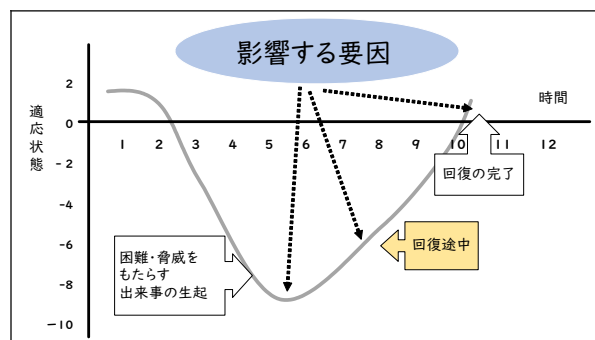 影響する要因
2
0
-2
-4
-6
-8
-10
適応状態
時間
1 2 3 4 5 6 7 8 9 10 11 12
回復の完了
回復途中
困難・脅威を
もたらす
出来事の生起